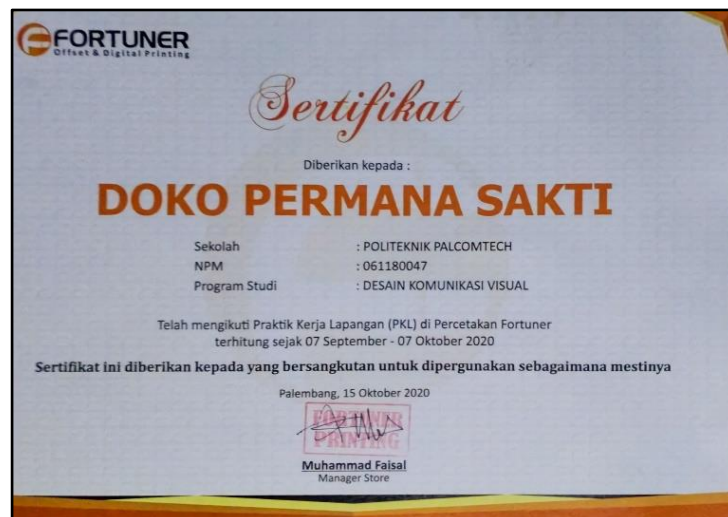 FORTUNER
Offset & Digital Printing
Sertifikat
Diberikan kepada :
DOKO PERMANA SAKTI
Sekolah : POLITEKNIK PALCOMTECH
NPM : 061180047
Program Studi : DESAIN KOMUNIKASI VISUAL
Telah mengikuti Praktik Kerja Lapangan (PKL) di Percetakan Fortuner
terhitung sejak 07 September - 07 Oktober 2020
Sertifikat ini diberikan kepada yang bersangkutan untuk dipergunakan sebagaimana mestinya
Palembang, 15 Oktober 2020
FORTUNER
PRINTING
Muhammad Faisal
Manager Store